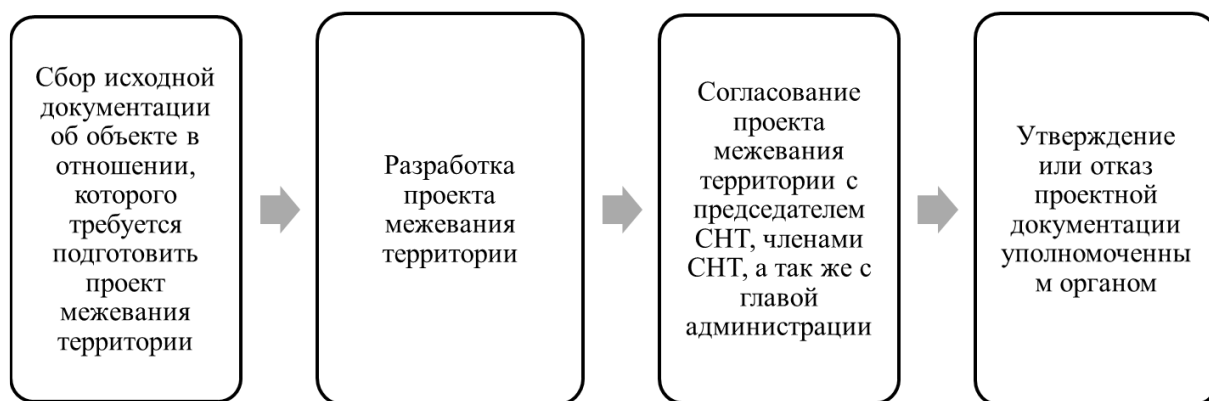 Сбор исходной
документации
об объекте в
отношении,
которого
требуется
подготовить
проект
межевания
территории
Разработка
проекта
межевания
территории
Согласование
проекта
межевания
территории с
председателем
СНТ, членами
СНТ, а так же с
главой
администрации
Утверждение
или отказ
проектной
документации
уполномоченны
м органом